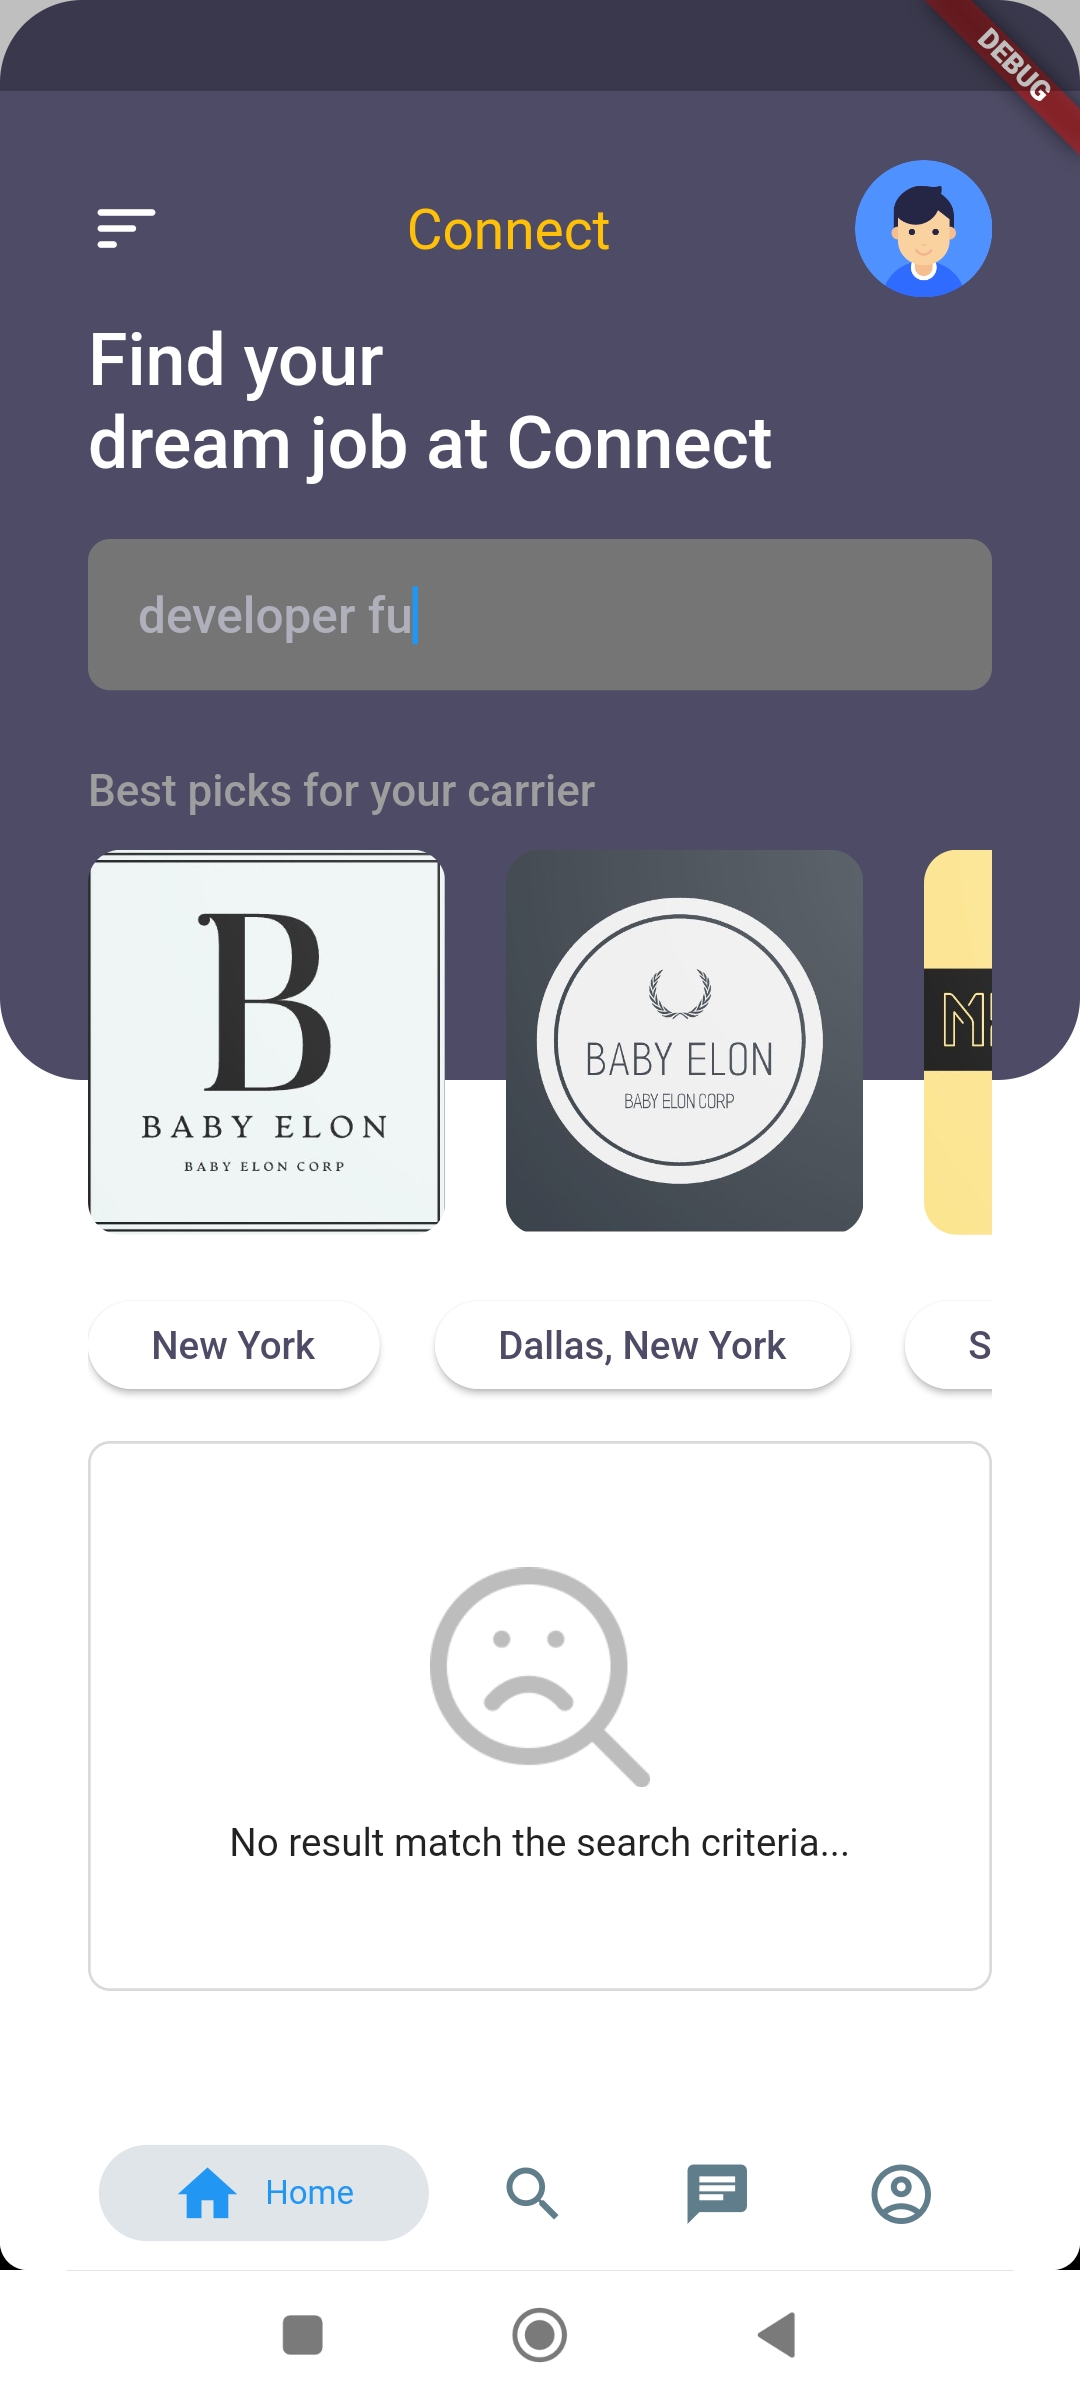 DEBUG
Connect
Find your
dream job at Connect
developer fu
Best picks for your carrier
B
BABY ELON
BABY ELON CORP
BABY ELON
BABY ELON CORP
New York
Dallas, New York
S
No result match the search criteria...
Home